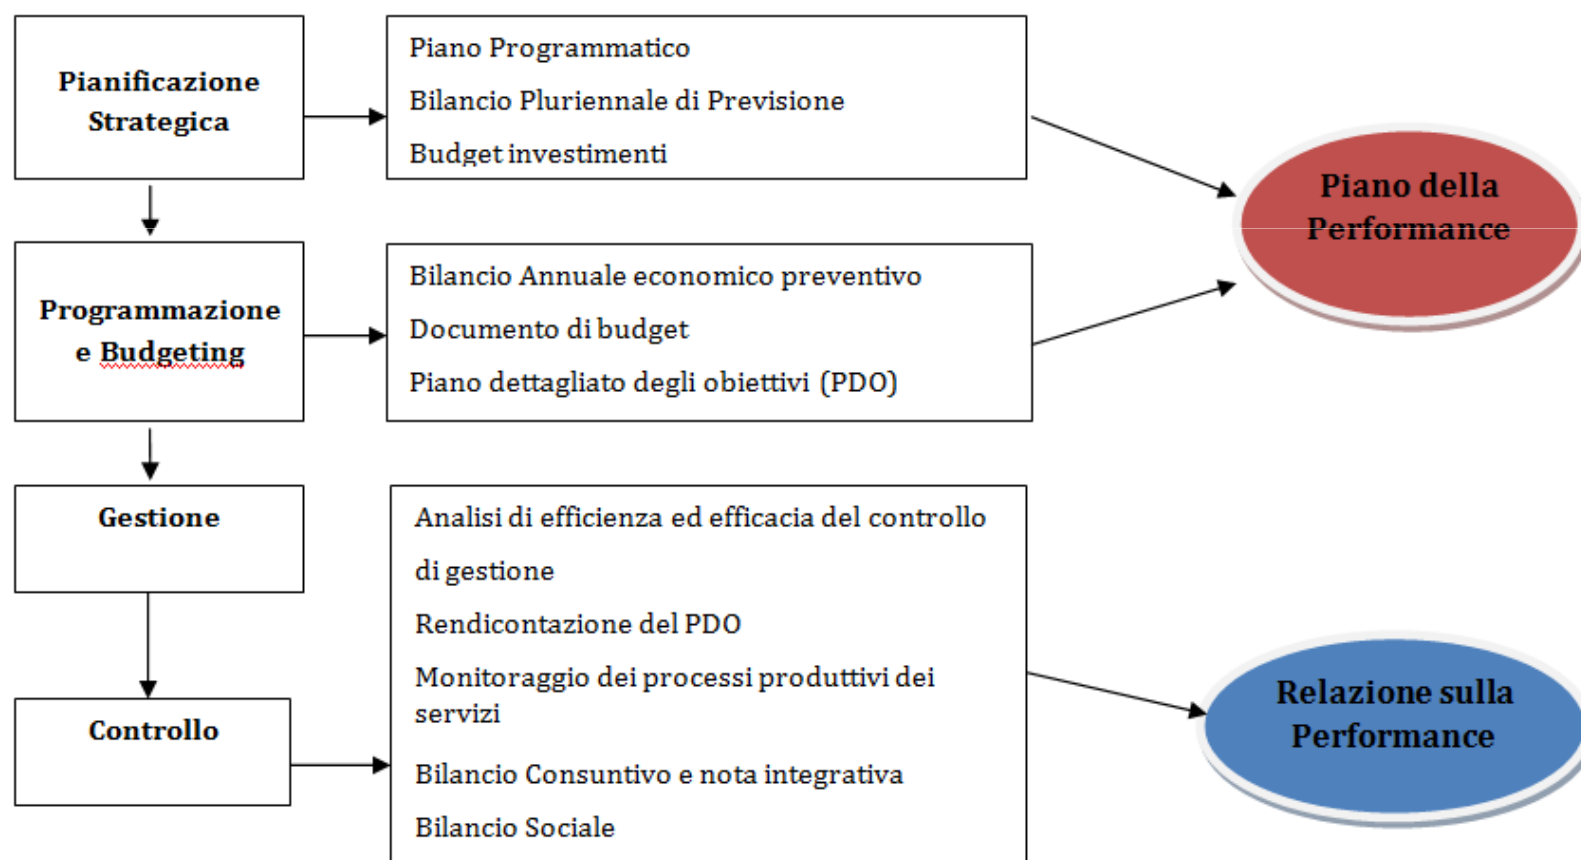 Pianificazione
Strategica
Piano Programmatico
Bilancio Pluriennale di Previsione
Budget investimenti
Piano della
Performance
Programmazione
e Budgeting
Bilancio Annuale economico preventivo
Documento di budget
Piano dettagliato degli obiettivi (PDO)
Gestione
Controllo
Analisi di efficienza ed efficacia del controllo
di gestione
Rendicontazione del PDO
Monitoraggio dei processi produttivi dei
servizi
Bilancio Consuntivo e nota integrativa
Bilancio Sociale
Relazione sulla
Performance